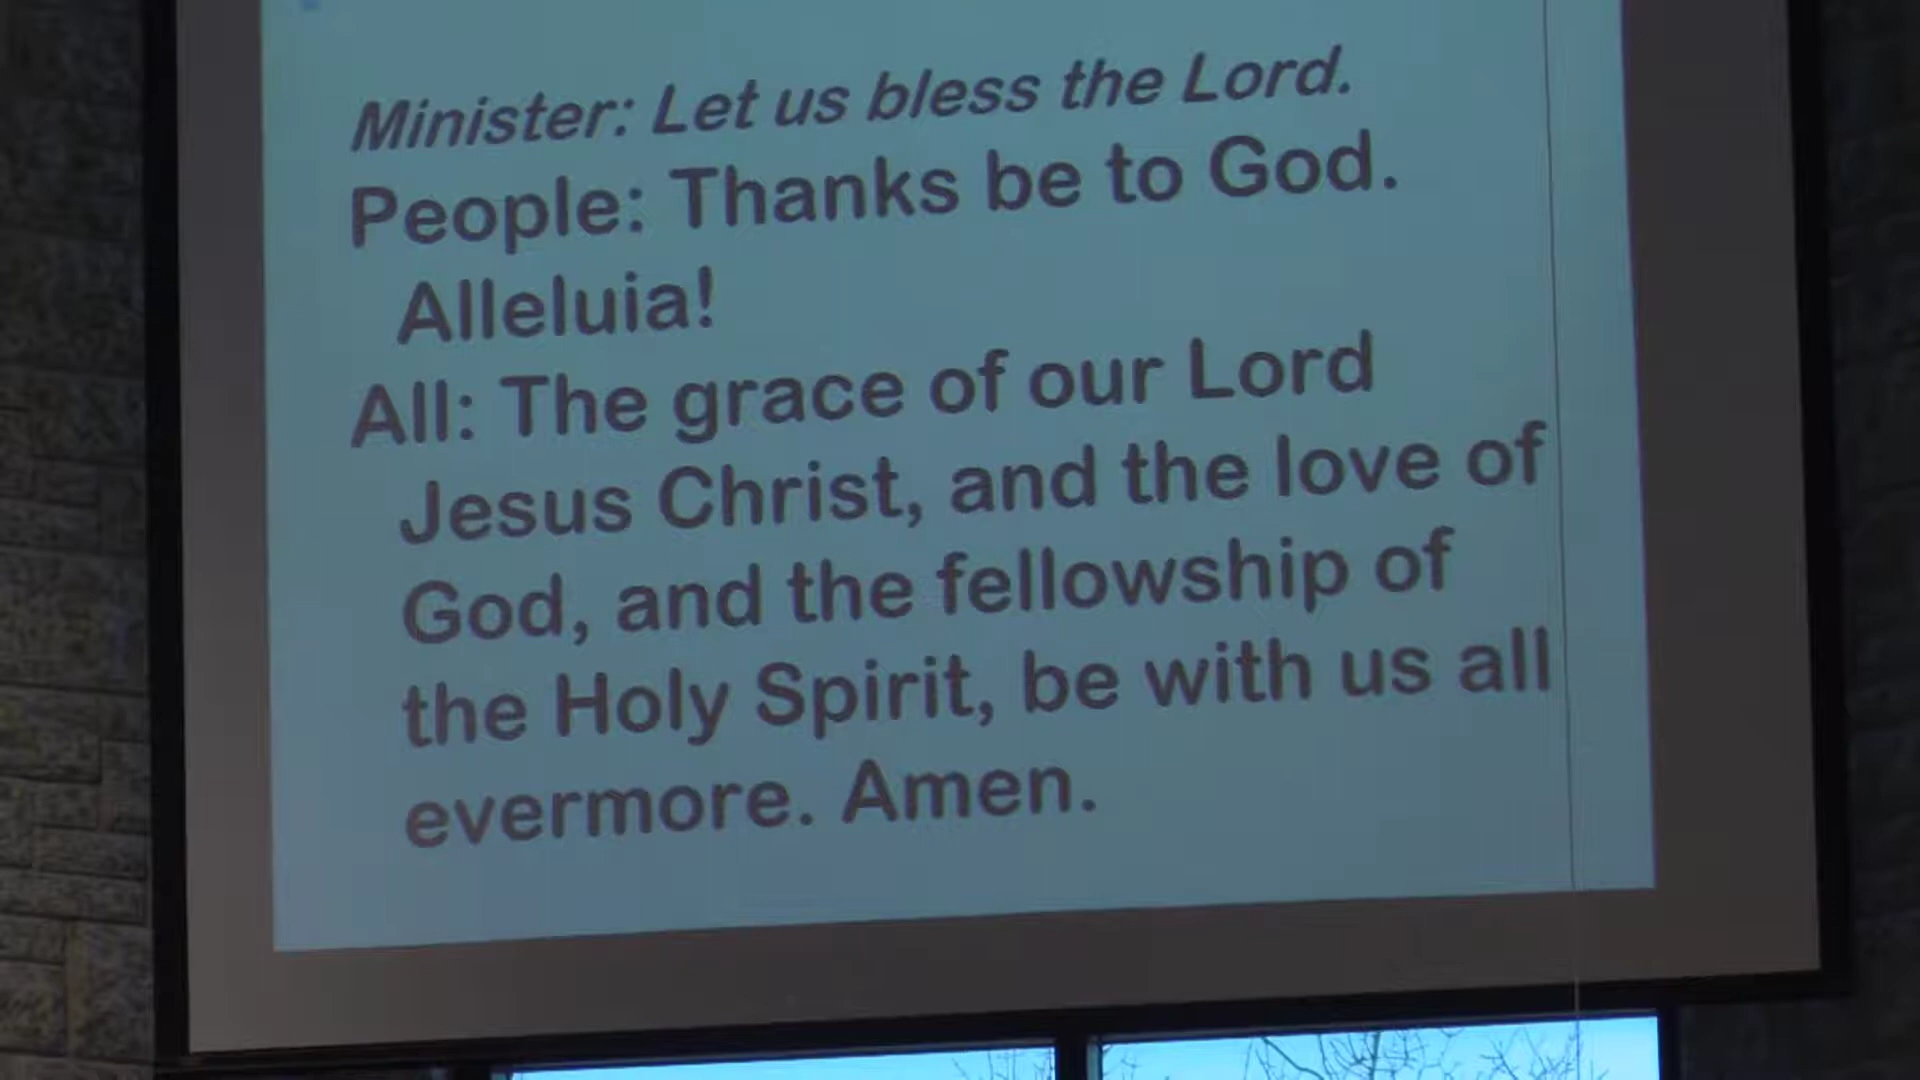 Minister: Let us bless the Lord.
People: Thanks be to God.
Alleluia!
All: The grace of our Lord
Jesus Christ, and the love of
God, and the fellowship of
the Holy Spirit, be with us all
evermore. Amen.